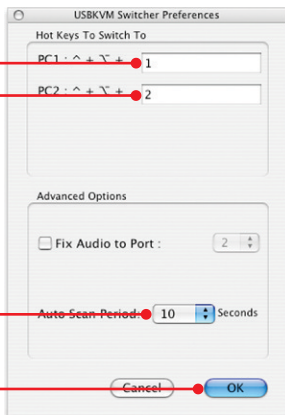 USBKVM Switcher Preferences
Hot Keys To Switch To
PC1 : ^ + ⌥ + 1
PC2 : ^ + ⌥ + 2
Advanced Options
Fix Audio to Port : 2
Auto Scan Period: 10 Seconds
Cancel OK